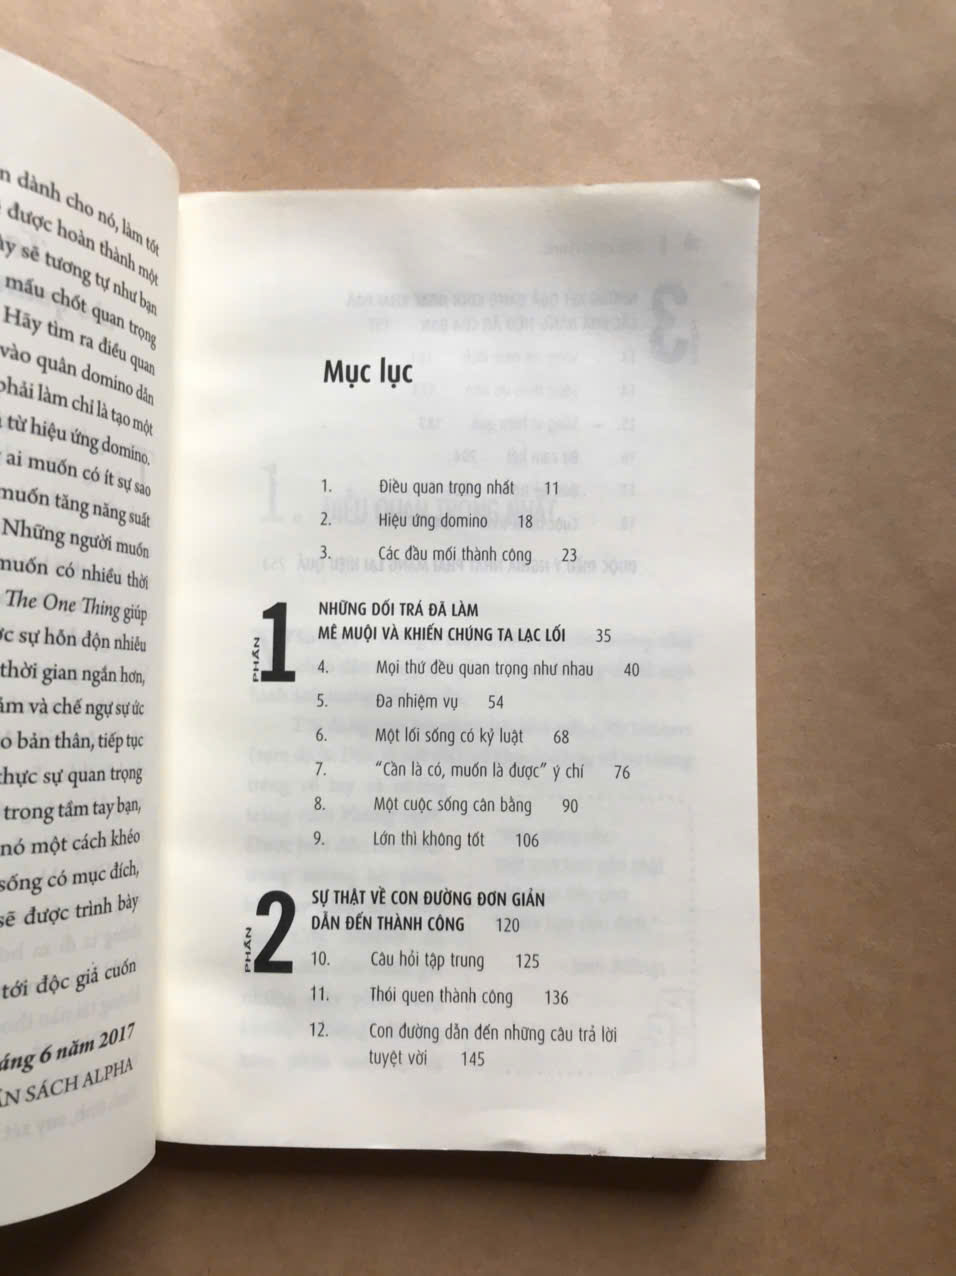 n dành cho nó, làm tốt
được hoàn thành một
ày sẽ tương tự như bạn
mấu chốt quan trọng
Hãy tìm ra điều quan
vào quân domino dẫn
phải làm chỉ là tạo một
từ hiệu ứng domino.
ai muốn có ít sự sao
muốn tăng năng suất
Những người muốn
muốn có nhiều thời
The One Thing giúp
ực sự hỗn độn nhiều
thời gian ngắn hơn,
ảm và chế ngự sự ức
o bản thân, tiếp tục
thực sự quan trọng
trong tầm tay bạn,
nó một cách khéo
sống có mục đích,
sẽ được trình bày
tới độc giả cuốn
áng 6 năm 2017
ẦN SÁCH ALPHA
Mục lục
1. Điều quan trọng nhất 11
2. Hiệu ứng domino 18
3. Các đầu mối thành công 23
PHẦN 1
NHỮNG DỐI TRÁ ĐÃ LÀM
MÊ MUỘI VÀ KHIẾN CHÚNG TA LẠC LỐI 35
4. Mọi thứ đều quan trọng như nhau 40
5. Đa nhiệm vụ 54
6. Một lối sống có kỷ luật 68
7. “Cần là có, muốn là được” ý chí 76
8. Một cuộc sống cân bằng 90
9. Lớn thì không tốt 106
PHẦN 2
SỰ THẬT VỀ CON ĐƯỜNG ĐƠN GIẢN
DẪN ĐẾN THÀNH CÔNG 120
10. Câu hỏi tập trung 125
11. Thói quen thành công 136
12. Con đường dẫn đến những câu trả lời
tuyệt vời 145